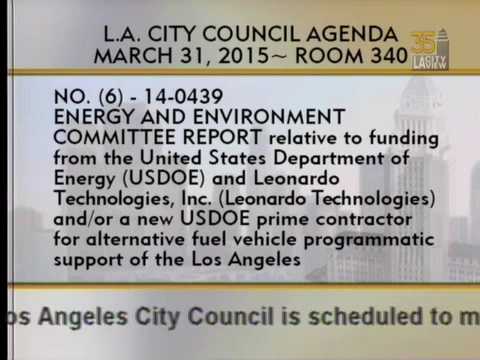 L.A. CITY COUNCIL AGENDA
MARCH 31, 2015~ ROOM 340
35
LACITY
VIEW
NO. (6) - 14-0439
ENERGY AND ENVIRONMENT
COMMITTEE REPORT relative to funding
from the United States Department of
Energy (USDOE) and Leonardo
Technologies, Inc. (Leonardo Technologies)
and/or a new USDOE prime contractor
for alternative fuel vehicle programmatic
support of the Los Angeles
os Angeles City Council is scheduled to m